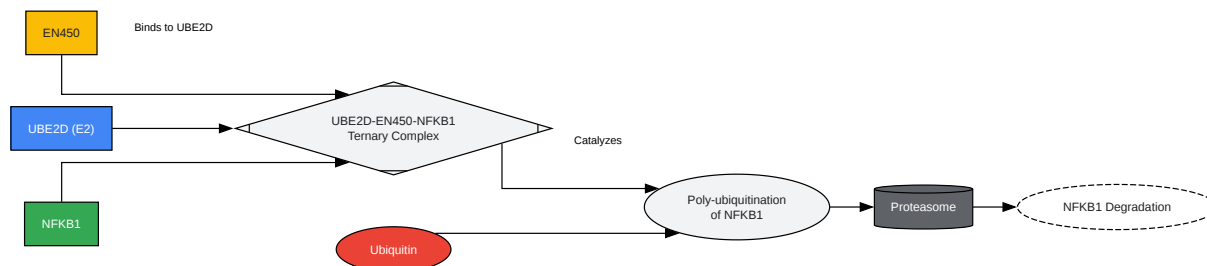 EN450
Binds to UBE2D
UBE2D (E2)
UBE2D-EN450-NFKB1
Ternary Complex
Catalyzes
NFKB1
Ubiquitin
Poly-ubiquitination
of NFKB1
Proteasome
NFKB1 Degradation